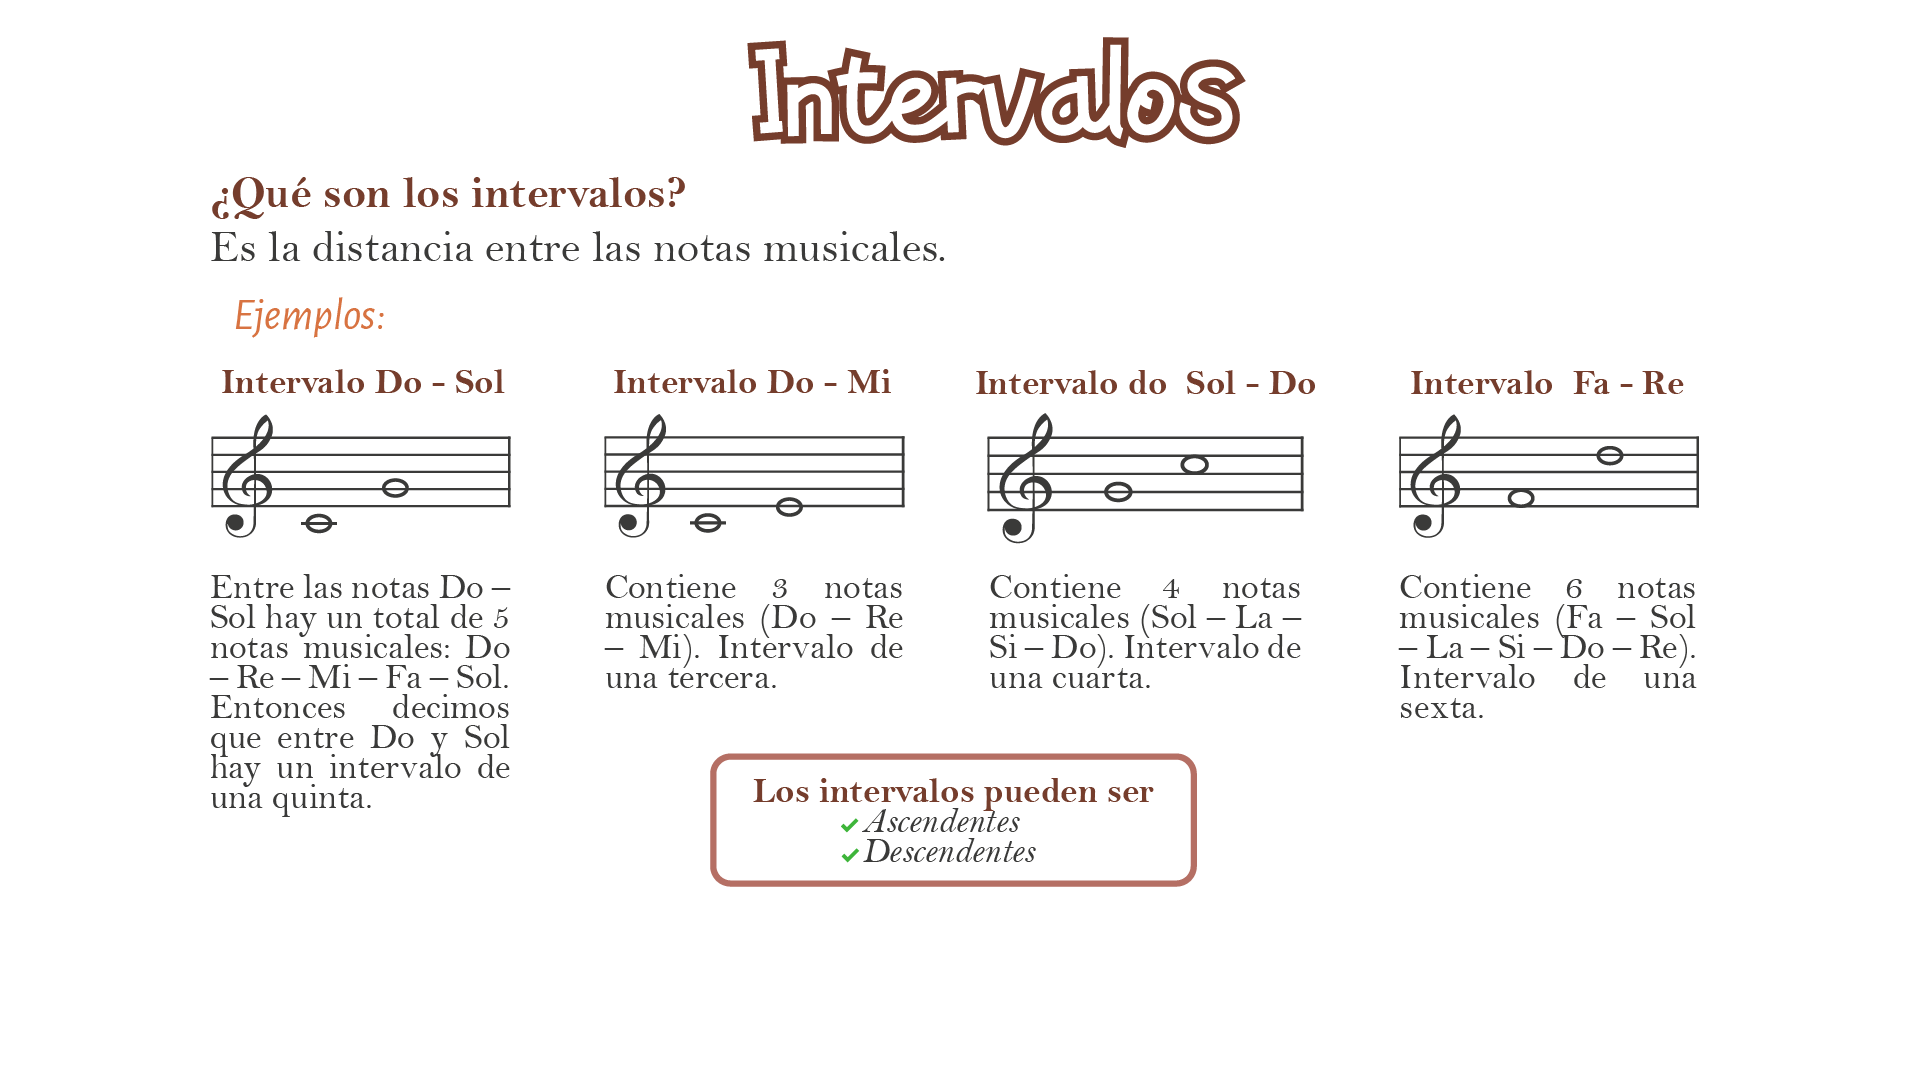 Intervalos
¿Qué son los intervalos?
Es la distancia entre las notas musicales.
Ejemplos:
Intervalo Do - Sol
Entre las notas Do –
Sol hay un total de 5
notas musicales: Do
– Re – Mi – Fa – Sol.
Entonces decimos
que entre Do y Sol
hay un intervalo de
una quinta.
Intervalo Do - Mi
Contiene 3 notas
musicales (Do – Re
– Mi). Intervalo de
una tercera.
Intervalo do Sol - Do
Contiene 4 notas
musicales (Sol – La –
Si – Do). Intervalo de
una cuarta.
Intervalo Fa - Re
Contiene 6 notas
musicales (Fa – Sol
– La – Si – Do – Re).
Intervalo de una
sexta.
Los intervalos pueden ser
Ascendentes
Descendentes